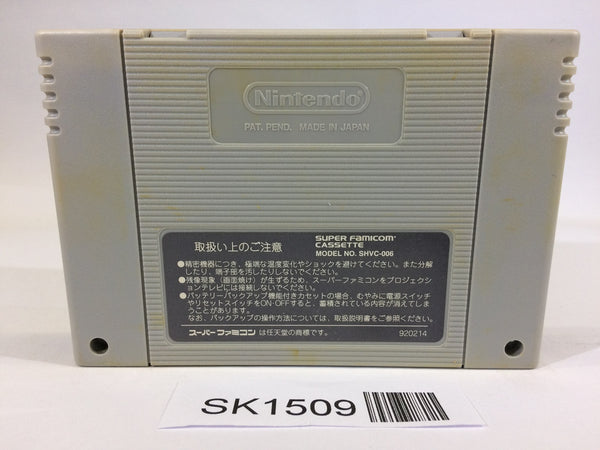 Nintendo
PAT. PEND. MADE IN JAPAN
取扱い上のご注意
SUPER FAMICOM
CASSETTE
MODEL NO. SHVC-006
●精密機器につき、極端な温度変化やショックを避けてください。また分解
したり、端子部を汚したりしないでください。
●残像現象（画面焼け）が生ずるため、スーパーファミコンをプロジェクシ
ョンテレビには接続しないでください。
●バッテリーバックアップ機能付きカセットの場合、むやみに電源スイッチ
やリセットスイッチをON-OFFすると、蓄積されている内容が消えてしま
うことがあります。
なお、バックアップの操作方法については、取扱説明書をご参照ください。
スーパーファミコンは任天堂の商標です。 920214
SK1509